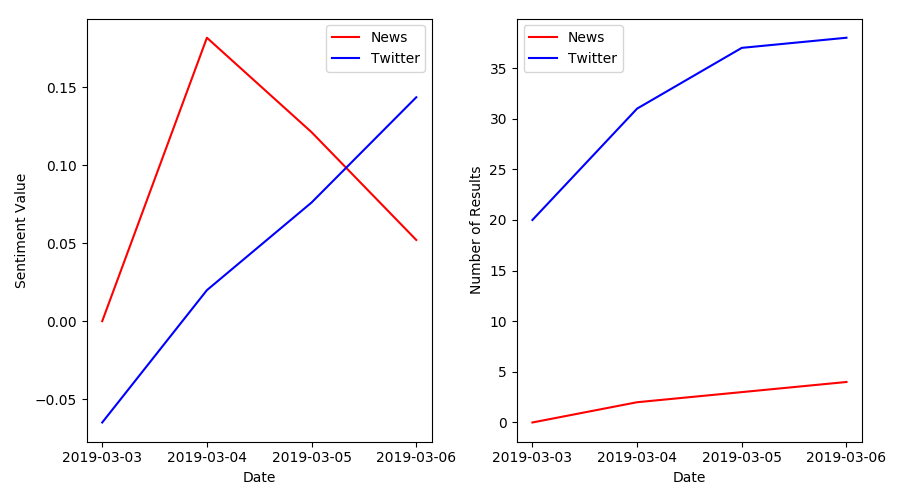 News
Twitter
0.15
0.10
0.05
0.00
−0.05
Sentiment Value
2019-03-03 2019-03-04 2019-03-05 2019-03-06
Date
News
Twitter
35
30
25
20
15
10
5
0
Number of Results
2019-03-03 2019-03-04 2019-03-05 2019-03-06
Date